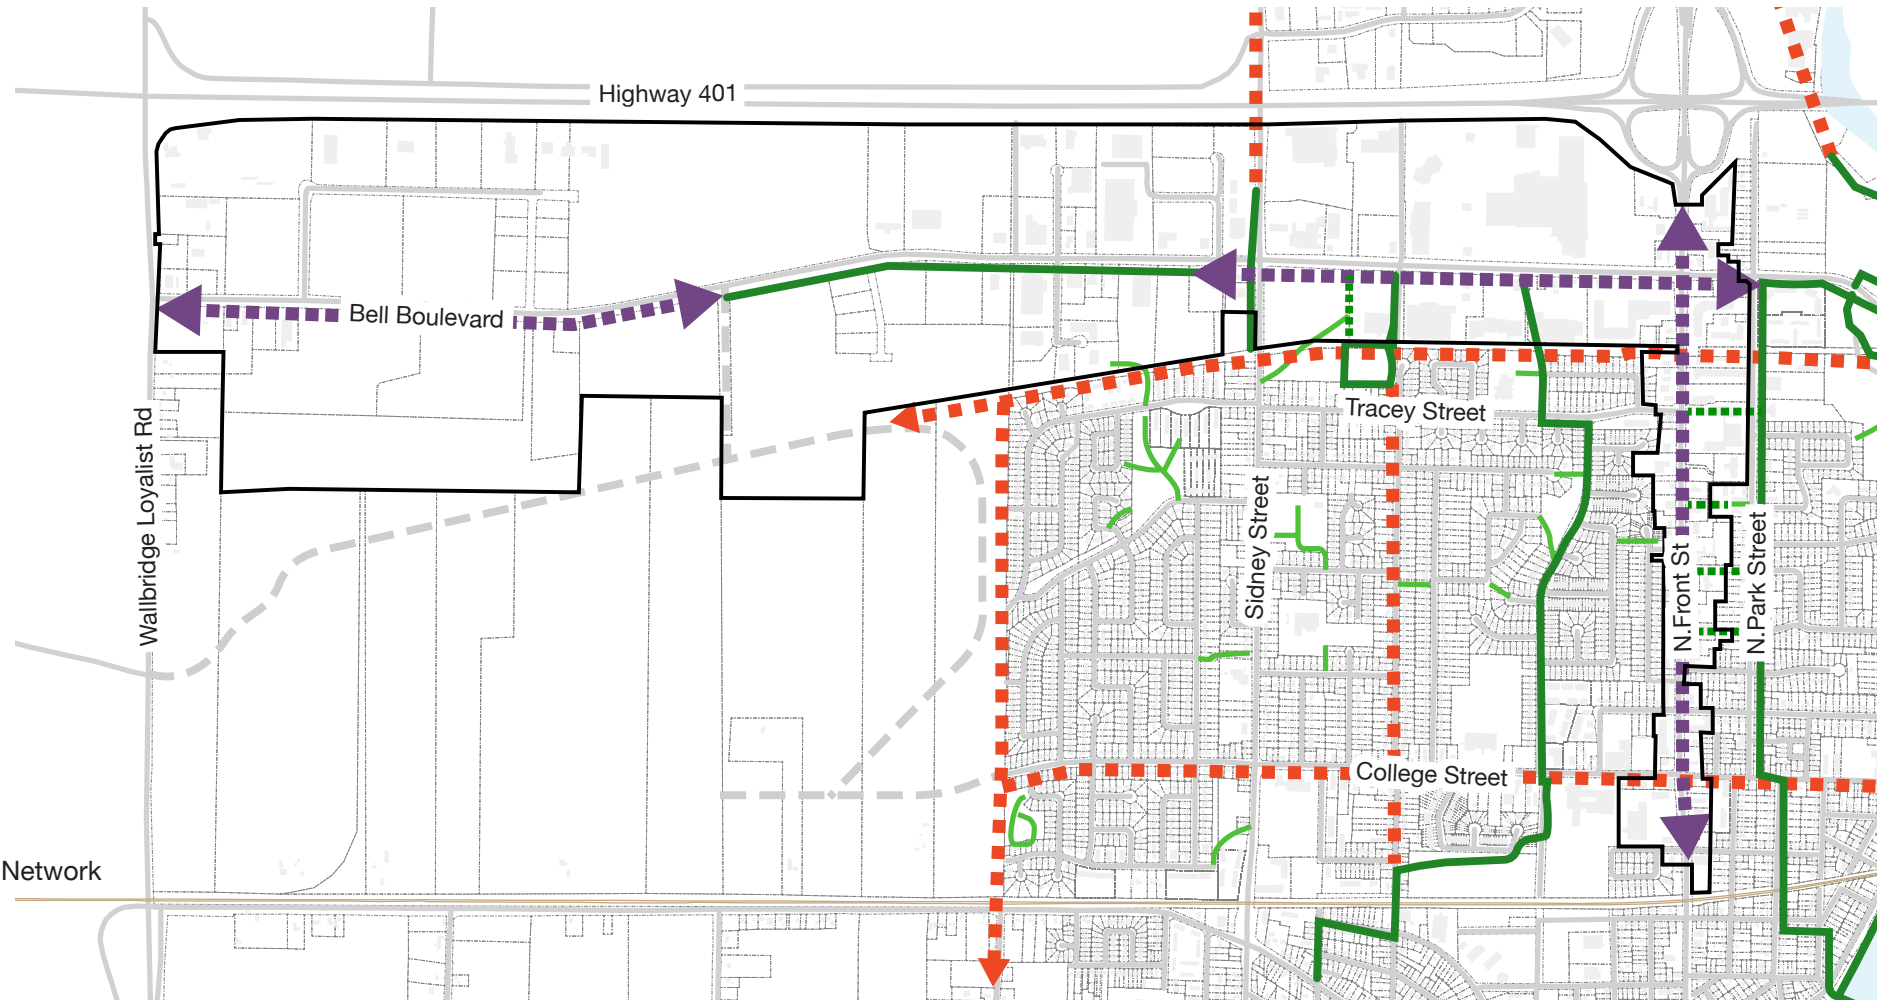 Highway 401
Bell Boulevard
Tracey Street
Wallbridge Loyalist Rd
Sidney Street
N.Front St
N.Park Street
College Street
Network